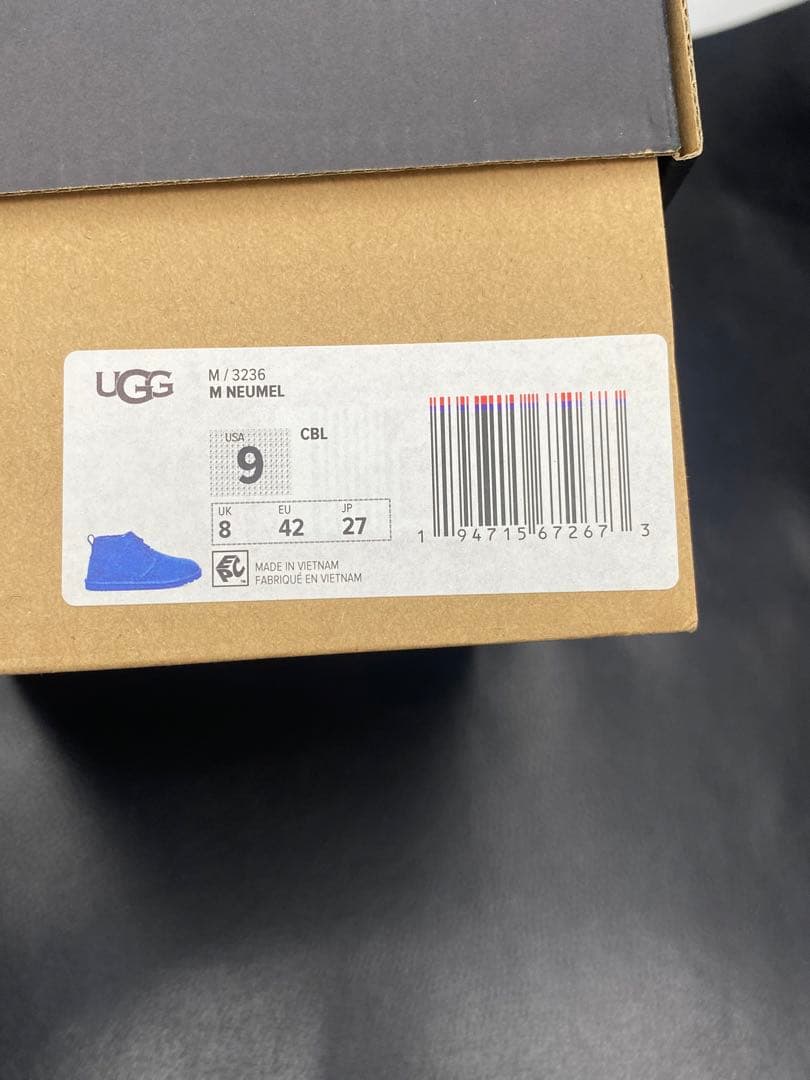 UGG
M / 3236
M NEUMEL
USA
9
CBL
UK EU JP
8 42 27
EPC
MADE IN VIETNAM
FABRIQUÉ EN VIETNAM
1 94715 67267 3